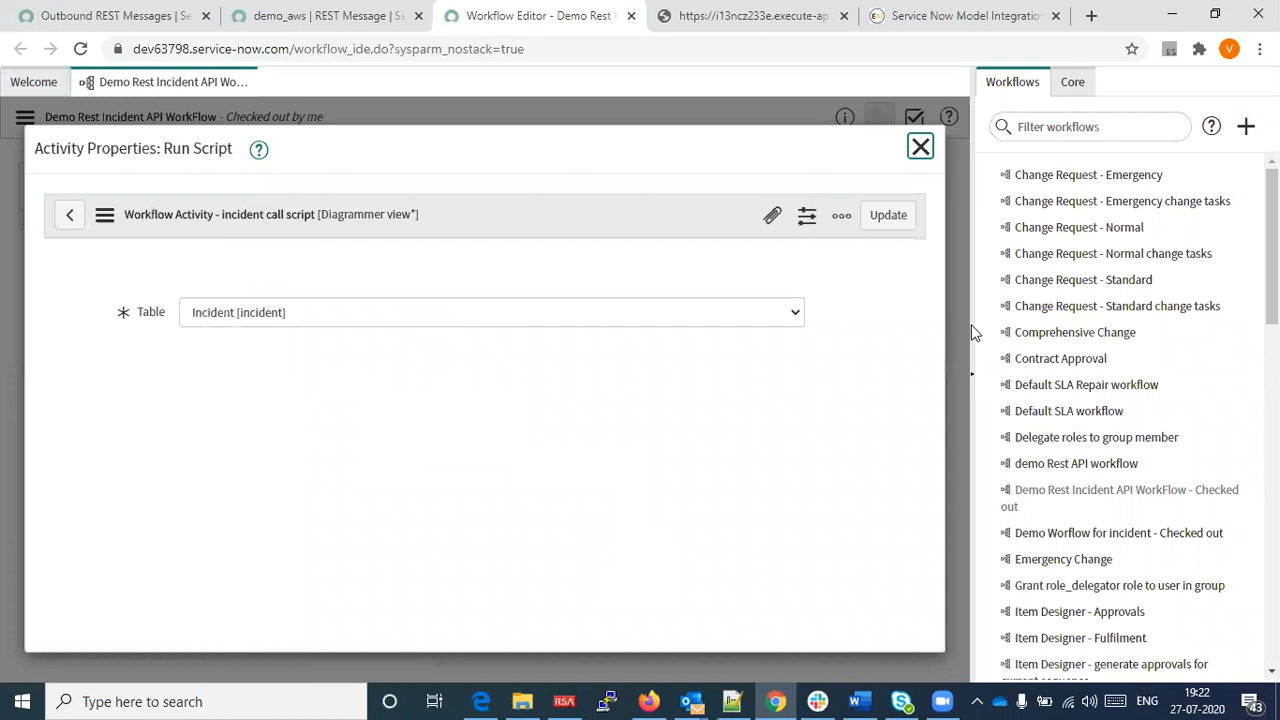 Outbound REST Messages | Se
demo_aws | REST Message | Se
Workflow Editor - Demo Rest I
https://i13ncz233e.execute-ap
Service Now Model Integration
dev63798.service-now.com/workflow_ide.do?sysparm_nostack=true
ES
V
Welcome
Demo Rest Incident API Wo...
Workflows
Core
Demo Rest Incident API WorkFlow - Checked out by me
Filter workflows
Activity Properties: Run Script
Workflow Activity - incident call script [Diagrammer view*]
Update
Table
Incident [incident]
Change Request - Emergency
Change Request - Emergency change tasks
Change Request - Normal
Change Request - Normal change tasks
Change Request - Standard
Change Request - Standard change tasks
Comprehensive Change
Contract Approval
Default SLA Repair workflow
Default SLA workflow
Delegate roles to group member
demo Rest API workflow
Demo Rest Incident API WorkFlow - Checked
out
Demo Worflow for incident - Checked out
Emergency Change
Grant role_delegator role to user in group
Item Designer - Approvals
Item Designer - Fulfilment
Item Designer - generate approvals for
Type here to search
RSA
ENG
19:22
27-07-2020
43